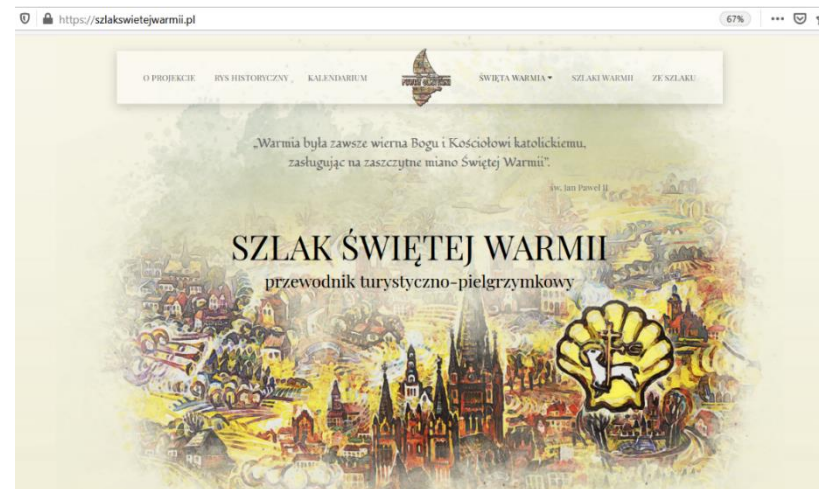 https://szlakswietejwarmii.pl
67%
O PROJEKCIE RYS HISTORYCZNY KALENDARIUM ŚWIĘTA WARMIA SZLAKI WARMII ZE SZLAKU
„Warmia była zawsze wierna Bogu i Kościołowi katolickiemu,
zasługując na zaszczytne miano Świętej Warmii”.
św. Jan Paweł II
SZLAK ŚWIĘTEJ WARMII
przewodnik turystyczno-pielgrzymkowy